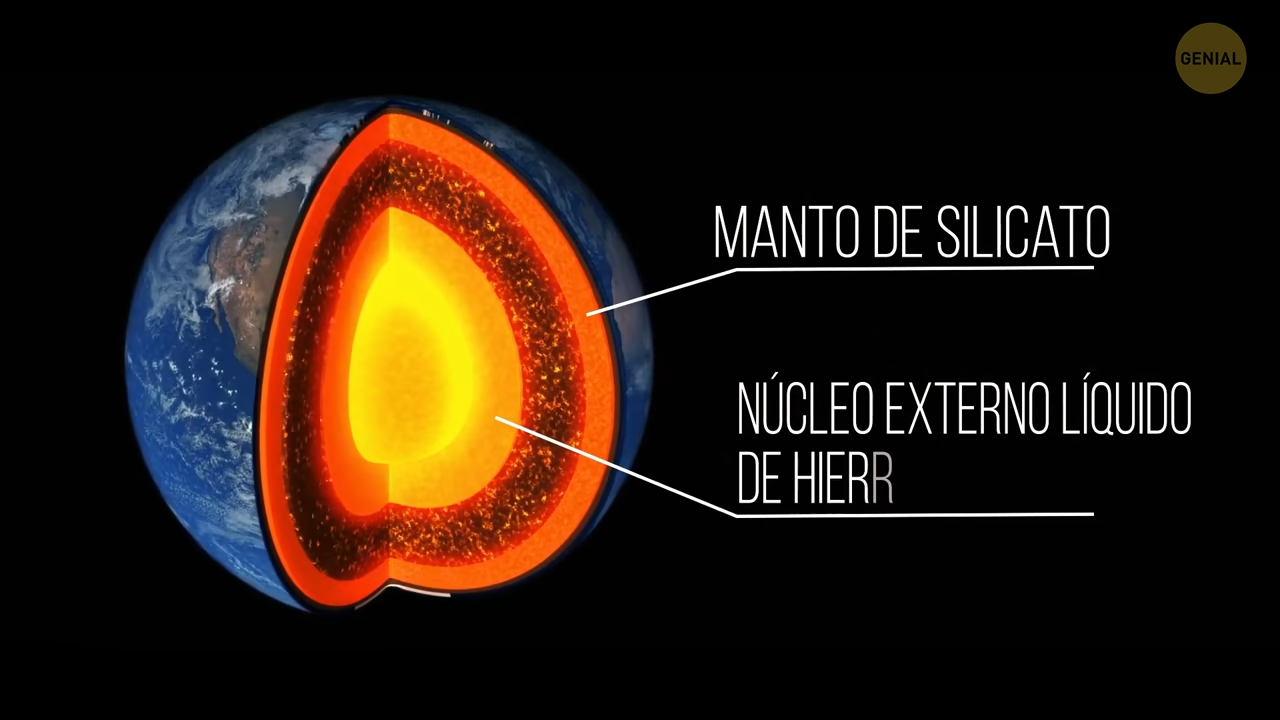 GENIAL
MANTO DE SILICATO
NÚCLEO EXTERNO LÍQUIDO
DE HIERR